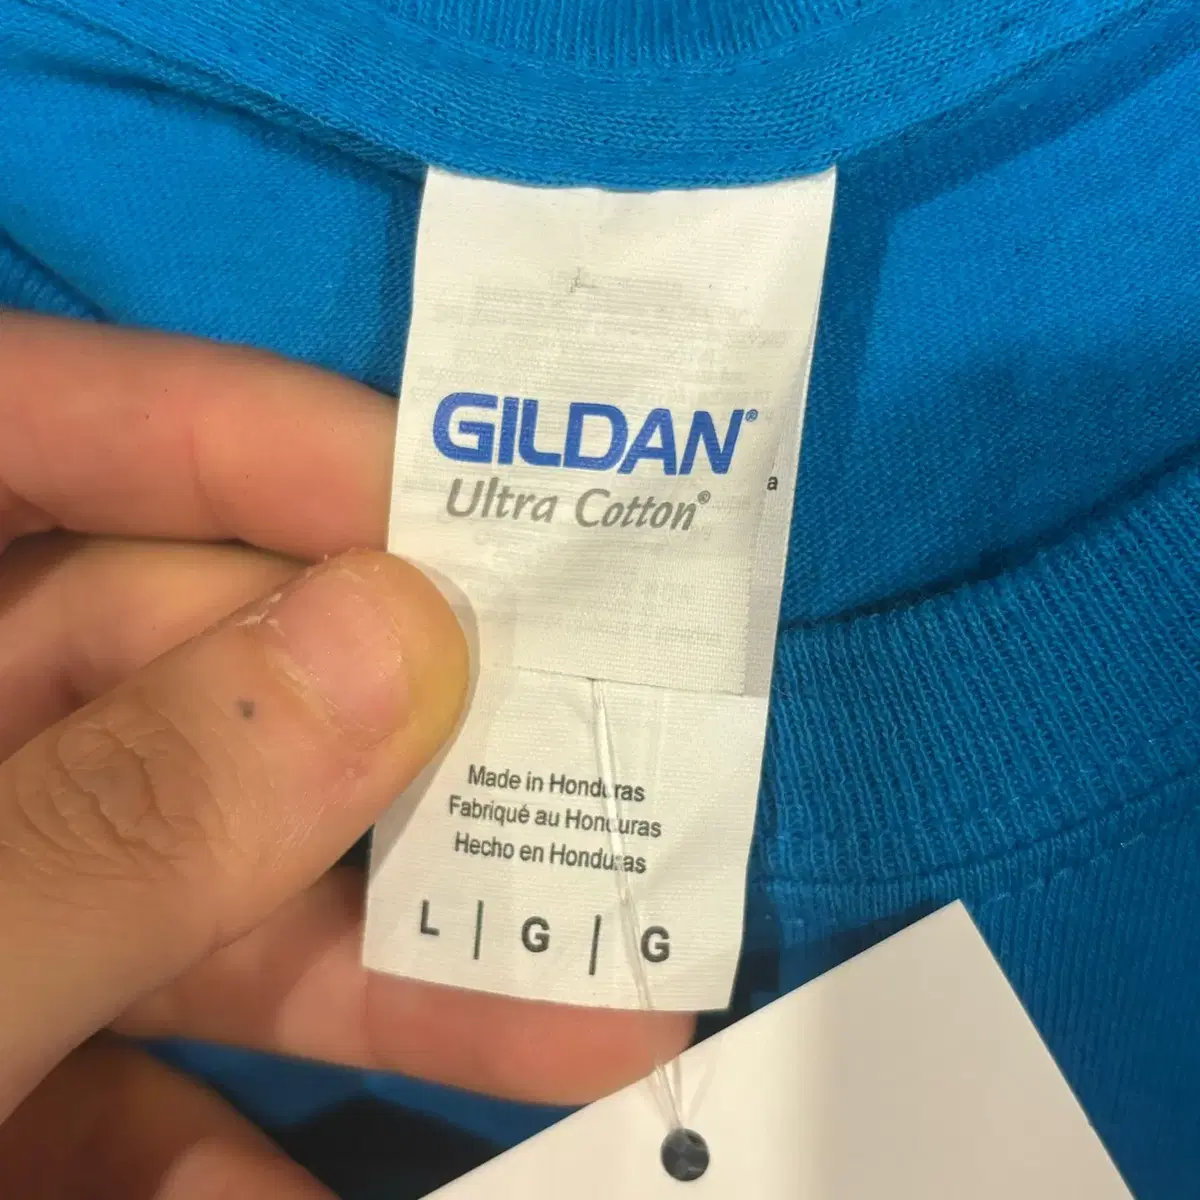 GILDAN®
Ultra Cotton®
a
Made in Honduras
Fabriqué au Honduras
Hecho en Honduras
L | G | G